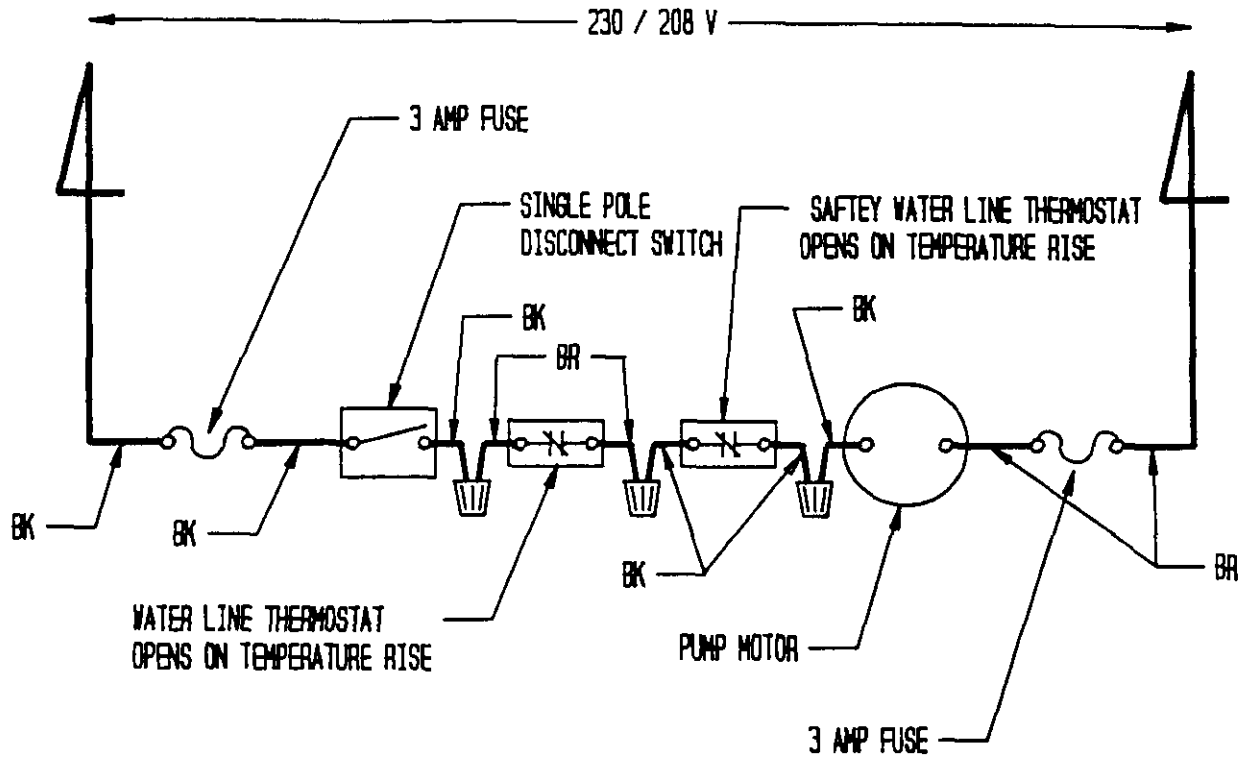 230 / 208 V
3 AMP FUSE
SINGLE POLE
DISCONNECT SWITCH
SAFTEY WATER LINE THERMOSTAT
OPENS ON TEMPERATURE RISE
BK
BR
BK
BK
BK
BK
BR
WATER LINE THERMOSTAT
OPENS ON TEMPERATURE RISE
PUMP MOTOR
3 AMP FUSE